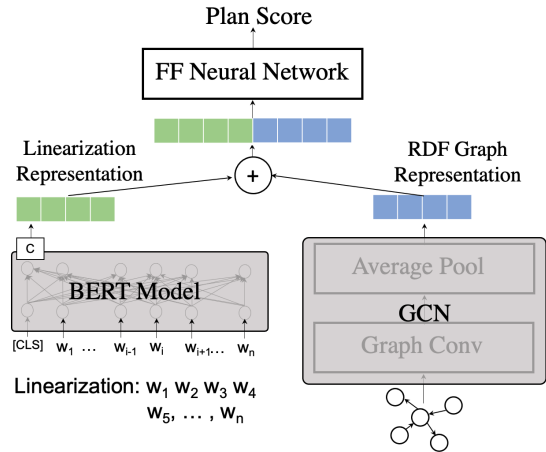 Plan Score
FF Neural Network
Linearization
Representation
RDF Graph
Representation
+
C
BERT Model
Average Pool
GCN
Graph Conv
[CLS] w1 ... wi-1 wi wi+1... wn
Linearization: w1 w2 w3 w4
w5, ... , wn